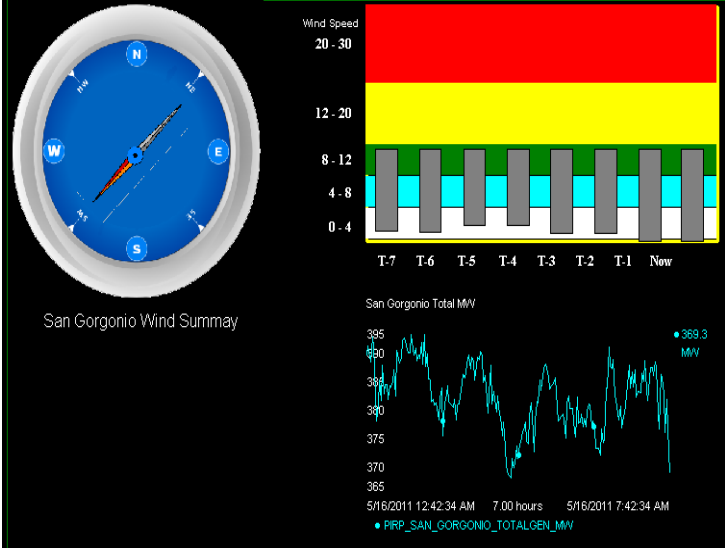 N
NW
NE
W
E
SW
SE
S
San Gorgonio Wind Summay
Wind Speed
20 - 30
12 - 20
8 - 12
4 - 8
0 - 4
T-7 T-6 T-5 T-4 T-3 T-2 T-1 Now
San Gorgonio Total MW
395
390
385
380
375
370
365
369.3
MW
5/16/2011 12:42:34 AM 7.00 hours 5/16/2011 7:42:34 AM
PIRP_SAN_GORGONIO_TOTALGEN_MW